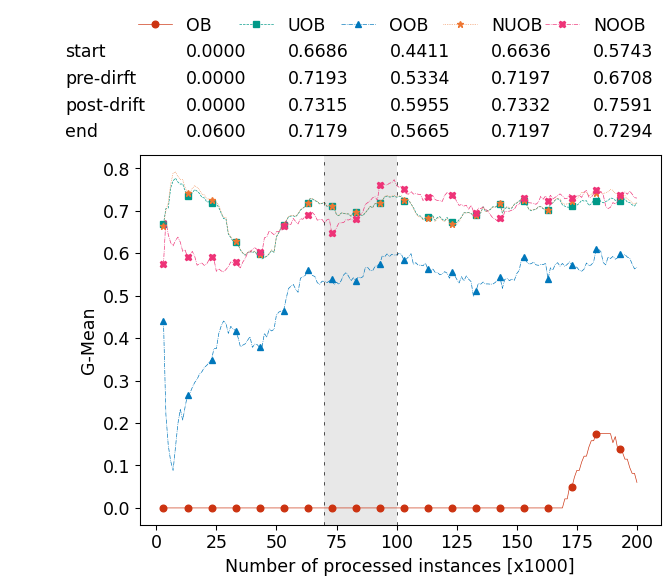 OB UOB OOB NUOB NOOB
start 0.0000 0.6686 0.4411 0.6636 0.5743
pre-dirft 0.0000 0.7193 0.5334 0.7197 0.6708
post-drift 0.0000 0.7315 0.5955 0.7332 0.7591
end 0.0600 0.7179 0.5665 0.7197 0.7294
0.8
0.7
0.6
0.5
0.4
0.3
0.2
0.1
0.0
G-Mean
0 25 50 75 100 125 150 175 200
Number of processed instances [x1000]